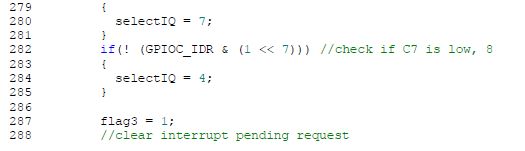 279 {
280 selectIQ = 7;
281 }
282 if(! (GPIOC_IDR & (1 << 7))) //check if C7 is low, 8
283 {
284 selectIQ = 4;
285 }
286
287 flag3 = 1;
288 //clear interrupt pending request